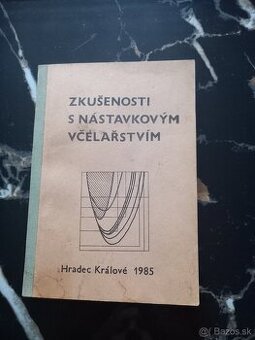 ZKUŠENOSTI
S NÁSTAVKOVÝM
VČELAŘSTVÍM
Hradec Králové 1985
Bazos.sk